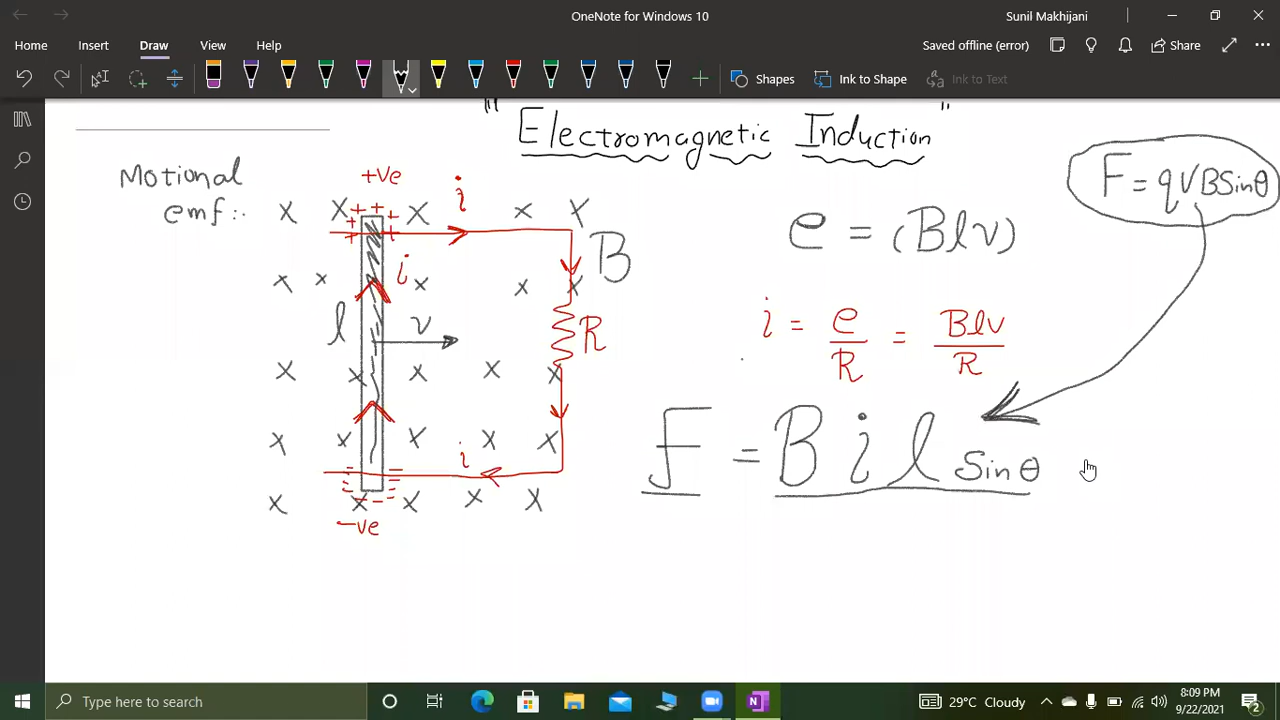 OneNote for Windows 10
Sunil Makhijani
Home Insert Draw View Help
Saved offline (error)
Share
Shapes
Ink to Shape
Ink to Text
"Electromagnetic Induction"
Motional
emf:-
+ve
i
B
i
l
v
R
i
-ve
F = qVBSinθ
e = (Blv)
i = e/R = Blv/R
F = B i l Sinθ
Type here to search
29°C Cloudy
8:09 PM
9/22/2021
2